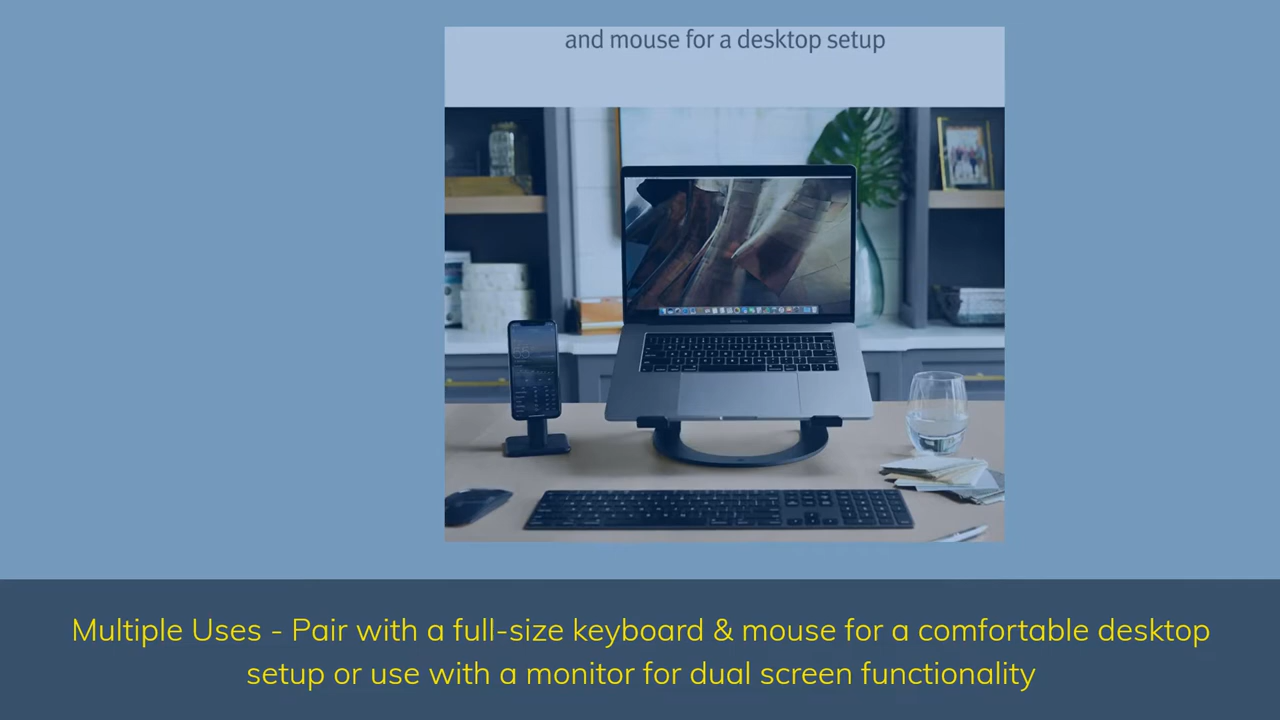 and mouse for a desktop setup
Multiple Uses - Pair with a full-size keyboard & mouse for a comfortable desktop
setup or use with a monitor for dual screen functionality